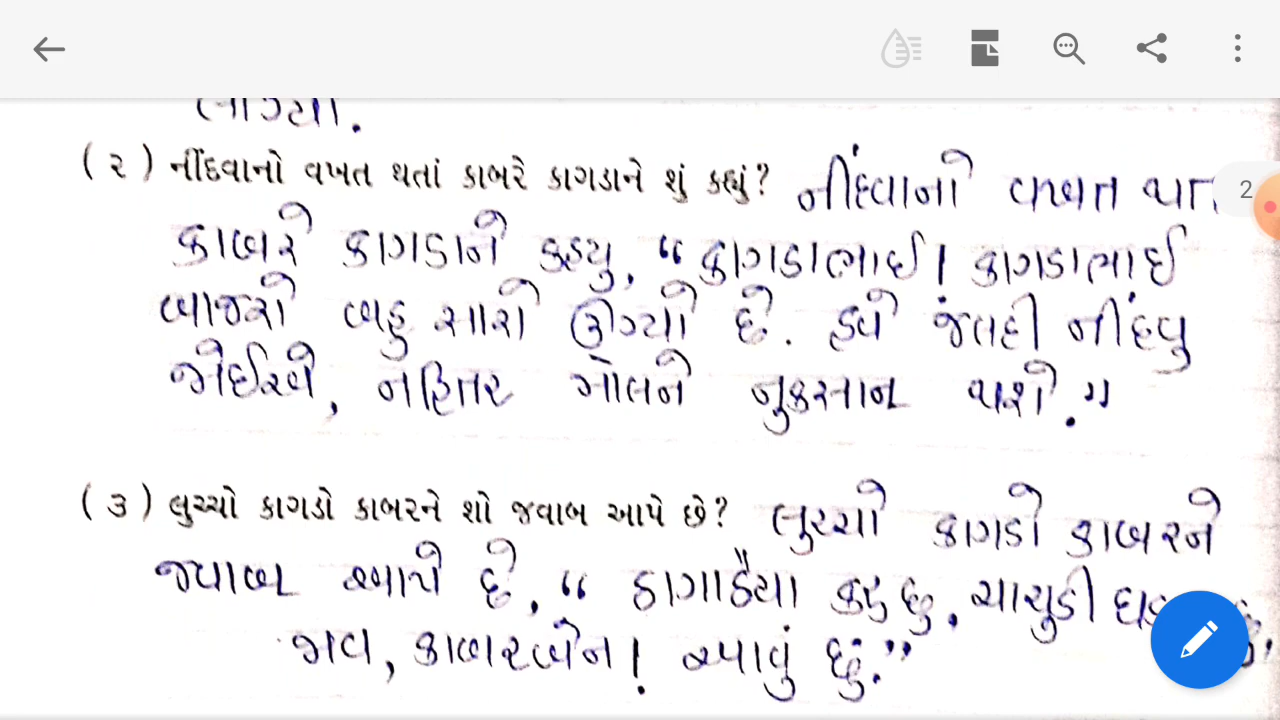 લાગ્યા.
(૨) નીંદવાનો વખત થતાં કાબરે કાગડાને શું કહ્યું? નીંદવાનો વખત થતાં
2
કાબરે કાગડાને કહયુ, "કાગડાભાઈ! કાગડાભાઈ
બાજરો બહુ સારો ઊગ્યો છે. હવે જલદી નીંદવુ
જોઈએ, નહિતર મોલને નુકસાન થશે."
(૩) લુચ્ચો કાગડો કાબરને શો જવાબ આપે છે? લુચ્ચો કાગડો કાબરને
જવાબ આપે છે, "ઠાગાઠૈયા કરુ છુ, ચાચુડી
જાવ, કાબરબેન! આવું છું."